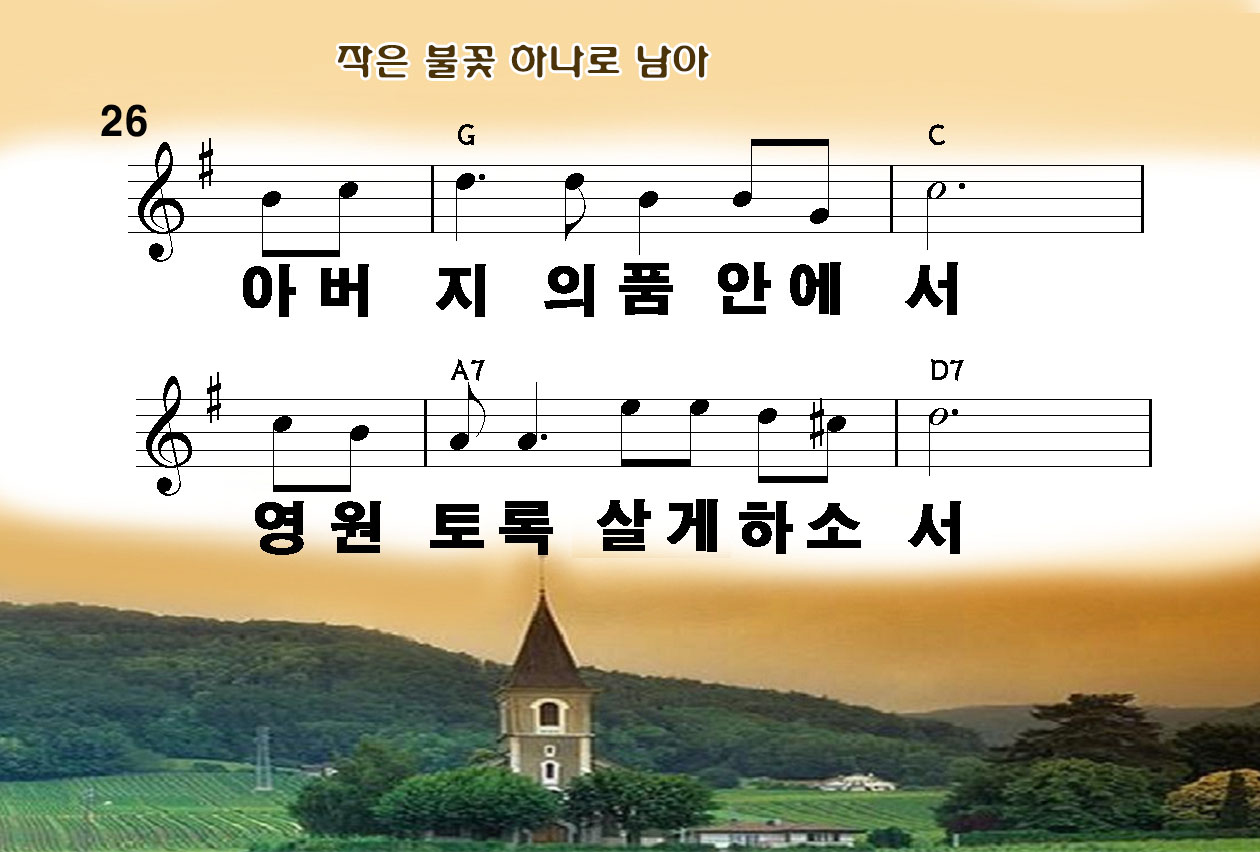 작은 불꽃 하나로 남아
26
G C
아 버 지 의 품 안 에 서
A7 D7
영 원 토 록 살 게 하 소 서